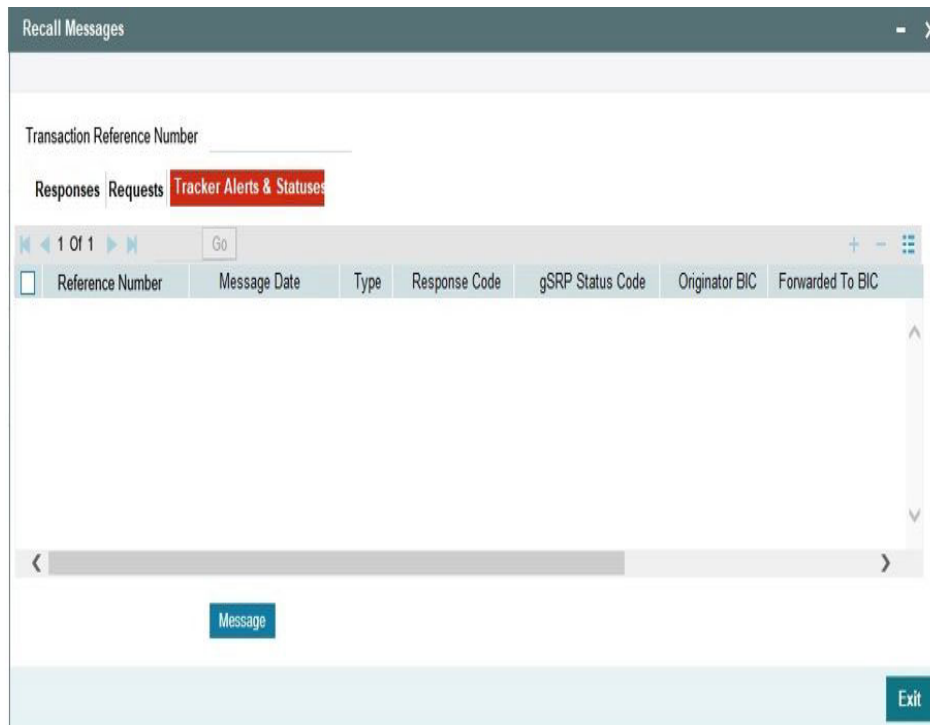 Recall Messages
Transaction Reference Number
Responses Requests Tracker Alerts & Statuses
1 Of 1 Go
Reference Number Message Date Type Response Code gSRP Status Code Originator BIC Forwarded To BIC
Message
Exit